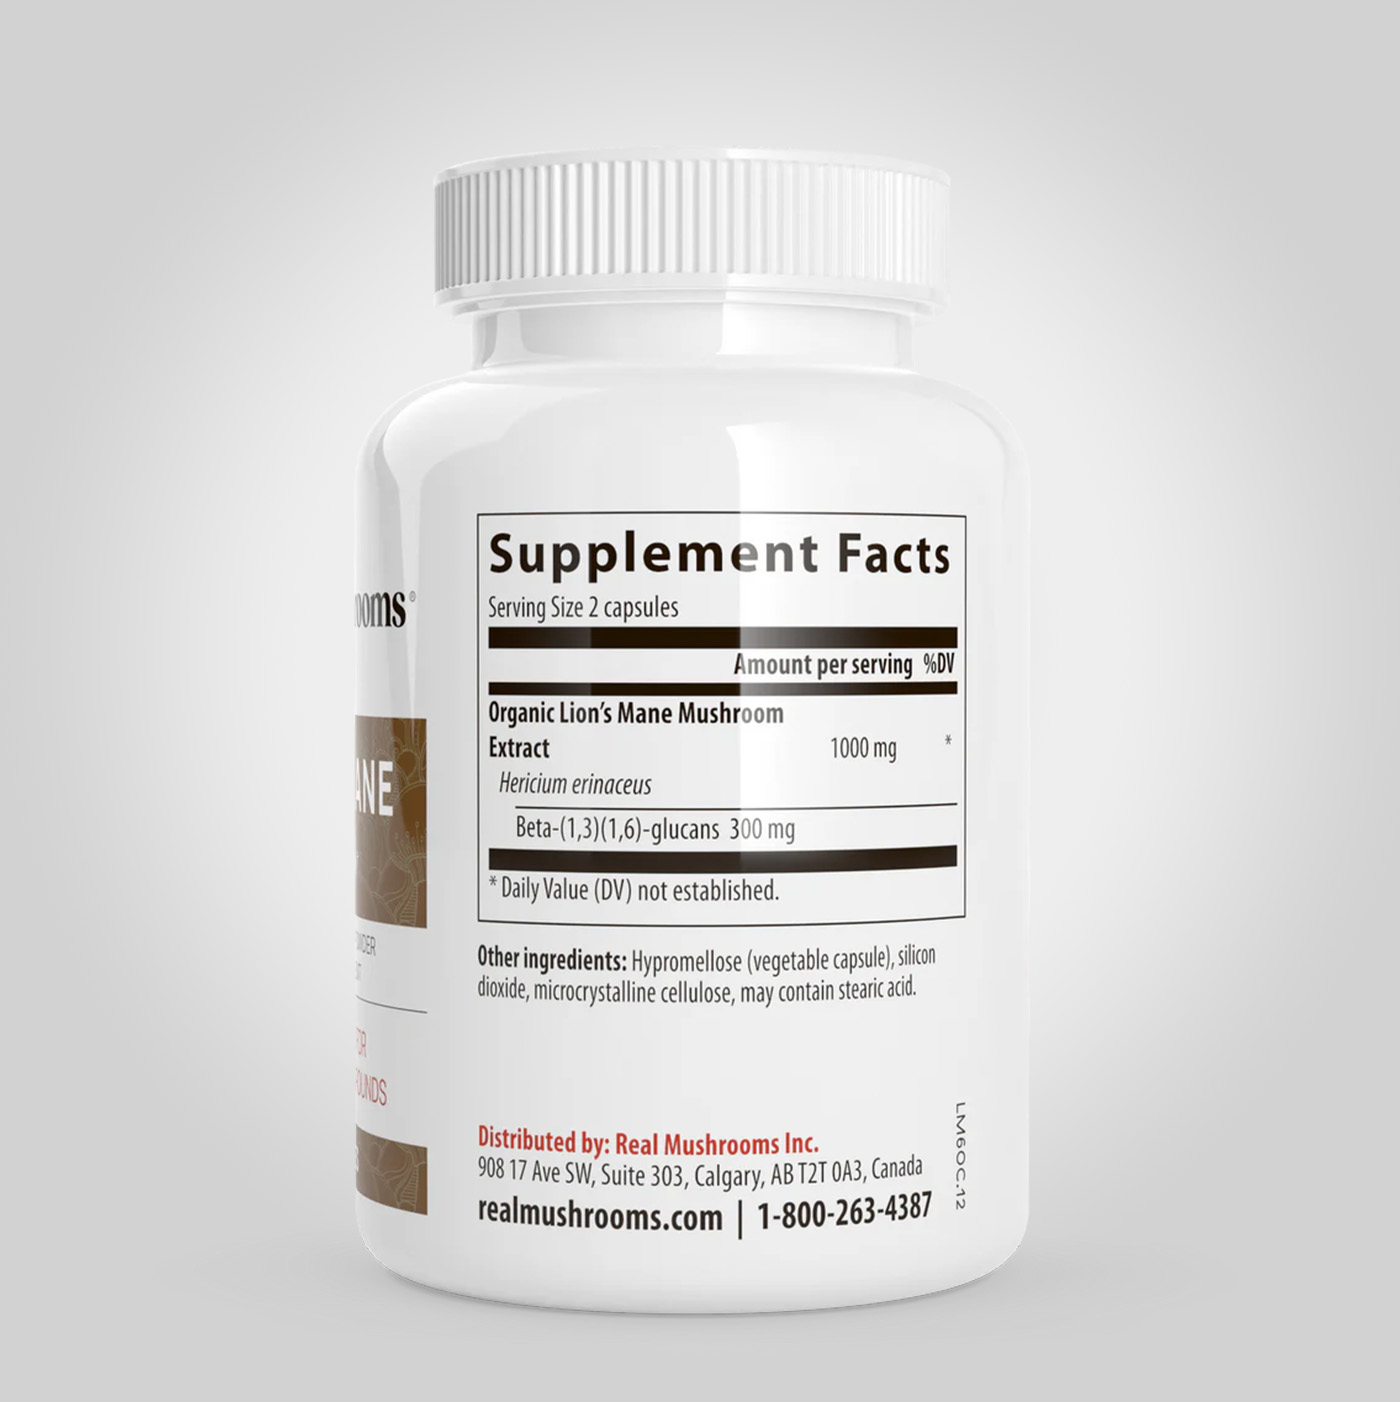 Supplement Facts
Serving Size 2 capsules
Amount per serving %DV
Organic Lion's Mane Mushroom
Extract 1000 mg *
Hericium erinaceus
Beta-(1,3)(1,6)-glucans 300 mg
* Daily Value (DV) not established.
Other ingredients: Hypromellose (vegetable capsule), silicon
dioxide, microcrystalline cellulose, may contain stearic acid.
Distributed by: Real Mushrooms Inc.
908 17 Ave SW, Suite 303, Calgary, AB T2T 0A3, Canada
realmushrooms.com | 1-800-263-4387
LM60C.12
ooms®
ANE